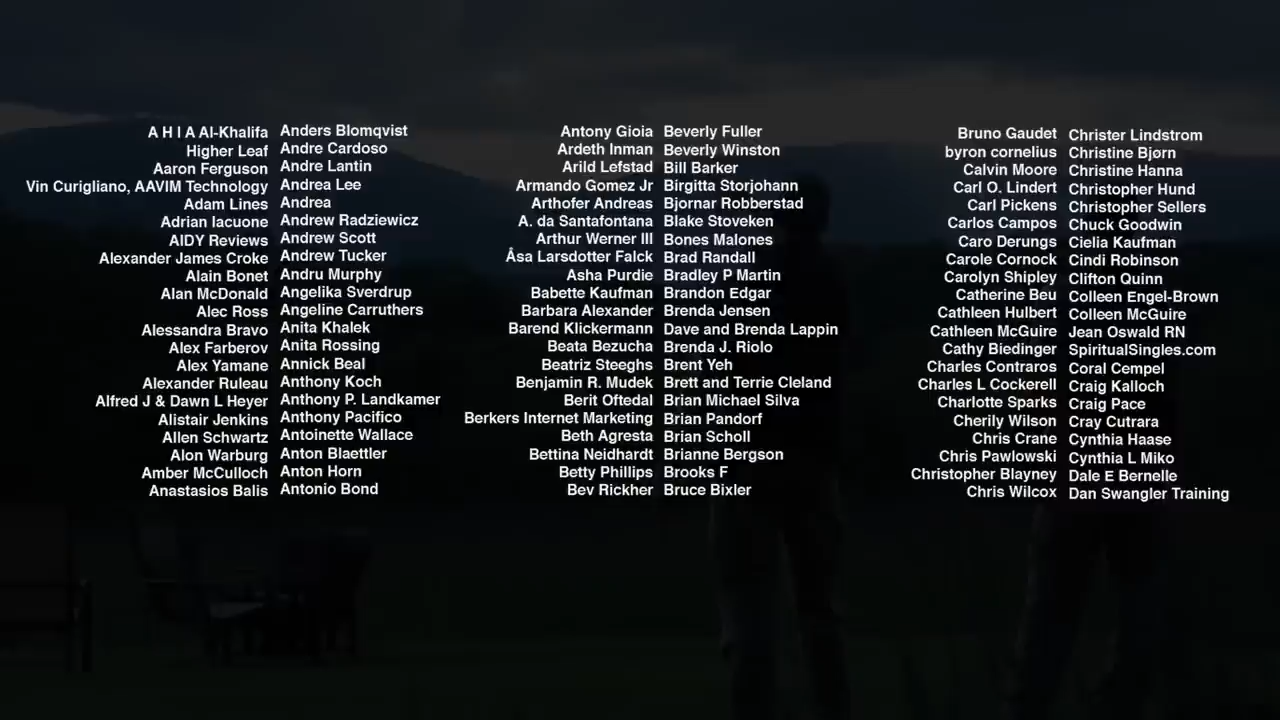 A H I A Al-Khalifa
Higher Leaf
Aaron Ferguson
Vin Curigliano, AAVIM Technology
Adam Lines
Adrian Iacuone
AIDY Reviews
Alexander James Croke
Alain Bonet
Alan McDonald
Alec Ross
Alessandra Bravo
Alex Farberov
Alex Yamane
Alexander Ruleau
Alfred J & Dawn L Heyer
Alistair Jenkins
Allen Schwartz
Alon Warburg
Amber McCulloch
Anastasios Balis
Anders Blomqvist
Andre Cardoso
Andre Lantin
Andrea Lee
Andrea
Andrew Radziewicz
Andrew Scott
Andrew Tucker
Andru Murphy
Angelika Sverdrup
Angeline Carruthers
Anita Khalek
Anita Rossing
Annick Beal
Anthony Koch
Anthony P. Landkamer
Anthony Pacifico
Antoinette Wallace
Anton Blaettler
Anton Horn
Antonio Bond
Antony Gioia
Ardeth Inman
Arild Lefstad
Armando Gomez Jr
Arthofer Andreas
A. da Santafontana
Arthur Werner III
Åsa Larsdotter Falck
Asha Purdie
Babette Kaufman
Barbara Alexander
Barend Klickermann
Beata Bezucha
Beatriz Steeghs
Benjamin R. Mudek
Berit Oftedal
Berkers Internet Marketing
Beth Agresta
Bettina Neidhardt
Betty Phillips
Bev Rickher
Beverly Fuller
Beverly Winston
Bill Barker
Birgitta Storjohann
Bjornar Robberstad
Blake Stoveken
Bones Malones
Brad Randall
Bradley P Martin
Brandon Edgar
Brenda Jensen
Dave and Brenda Lappin
Brenda J. Riolo
Brent Yeh
Brett and Terrie Cleland
Brian Michael Silva
Brian Pandorf
Brian Scholl
Brianne Bergson
Brooks F
Bruce Bixler
Bruno Gaudet
byron cornelius
Calvin Moore
Carl O. Lindert
Carl Pickens
Carlos Campos
Caro Derungs
Carole Cornock
Carolyn Shipley
Catherine Beu
Cathleen Hulbert
Cathleen McGuire
Cathy Biedinger
Charles Contraros
Charles L Cockerell
Charlotte Sparks
Cherily Wilson
Chris Crane
Chris Pawlowski
Christopher Blayney
Chris Wilcox
Christer Lindstrom
Christine Bjørn
Christine Hanna
Christopher Hund
Christopher Sellers
Chuck Goodwin
Cielia Kaufman
Cindi Robinson
Clifton Quinn
Colleen Engel-Brown
Colleen McGuire
Jean Oswald RN
SpiritualSingles.com
Coral Cempel
Craig Kalloch
Craig Pace
Cray Cutrara
Cynthia Haase
Cynthia L Miko
Dale E Bernelle
Dan Swangler Training